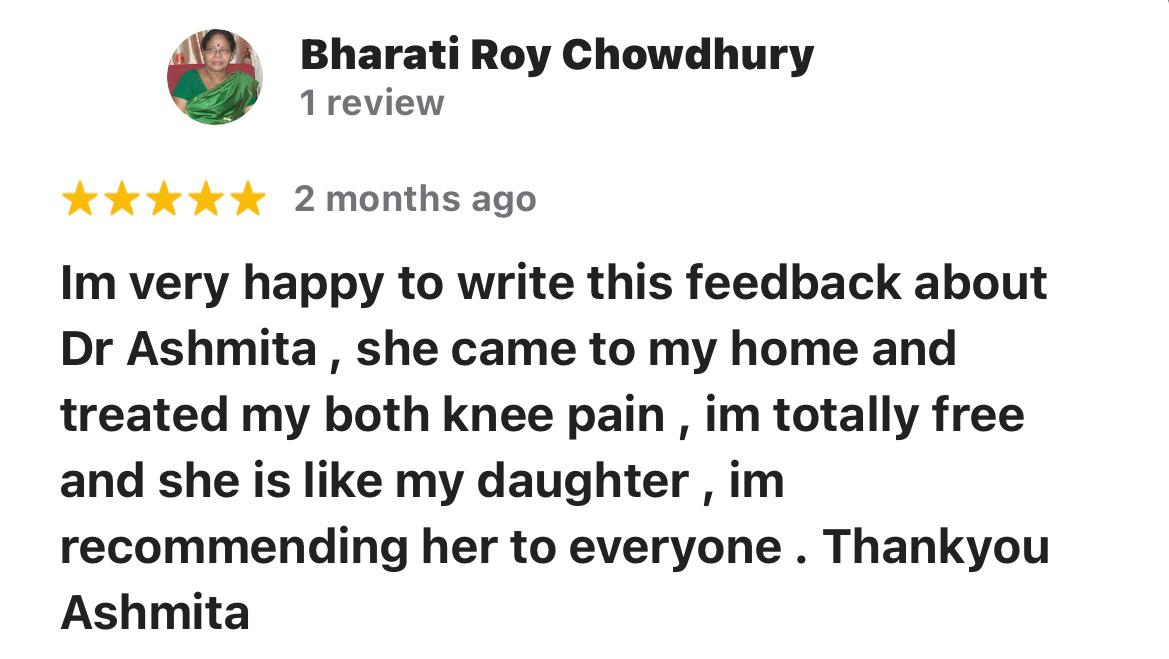 Bharati Roy Chowdhury
1 review
2 months ago
Im very happy to write this feedback about
Dr Ashmita , she came to my home and
treated my both knee pain , im totally free
and she is like my daughter , im
recommending her to everyone . Thankyou
Ashmita